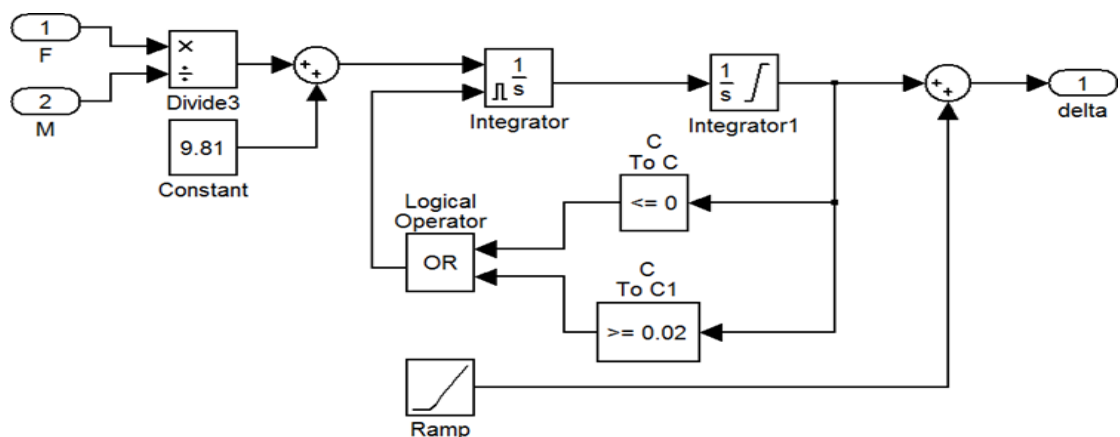 1
F
2
M
×
÷
Divide3
9.81
Constant
+
+
1
s
Integrator
1
s
Integrator1
+
+
1
delta
C
To C
<= 0
Logical
Operator
OR
C
To C1
>= 0.02
Ramp